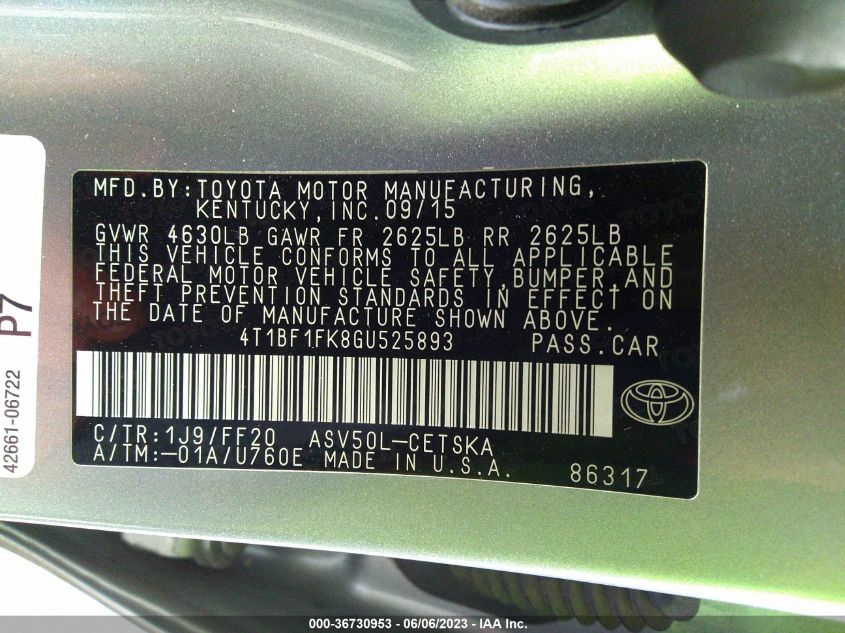 MFD.BY:TOYOTA MOTOR MANUFACTURING,
KENTUCKY,INC.09/15
GVWR 4630LB GAWR FR 2625LB RR 2625LB
THIS VEHICLE CONFORMS TO ALL APPLICABLE
FEDERAL MOTOR VEHICLE SAFETY,BUMPER,AND
THEFT PREVENTION STANDARDS IN EFFECT ON
THE DATE OF MANUFACTURE SHOWN ABOVE.
4T1BF1FK8GU525893 PASS.CAR
C/TR:1J9/FF20 ASV50L-CETSKA
A/TM:-01A/U760E MADE IN U.S.A.
86317
42661-06722
P7
000-36730953 - 06/06/2023 - IAA Inc.